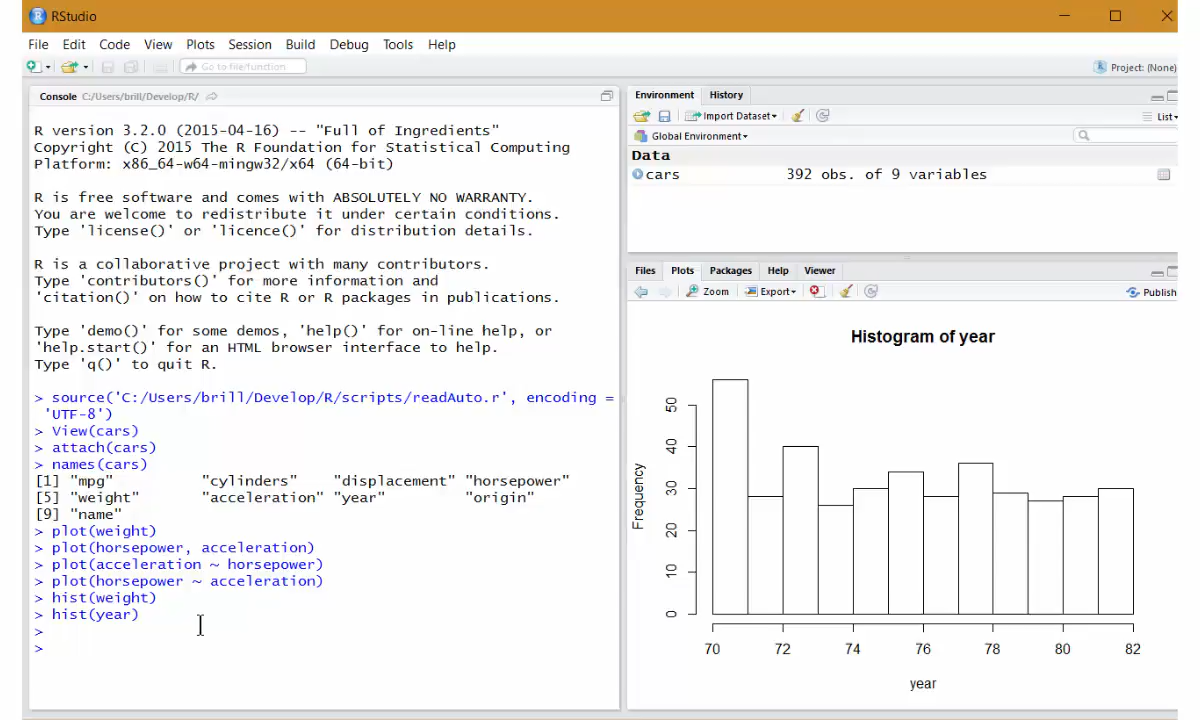 RStudio
File Edit Code View Plots Session Build Debug Tools Help
Go to file/function
Project: (None)
Console C:/Users/brill/Develop/R/
R version 3.2.0 (2015-04-16) -- "Full of Ingredients"
Copyright (C) 2015 The R Foundation for Statistical Computing
Platform: x86_64-w64-mingw32/x64 (64-bit)
R is free software and comes with ABSOLUTELY NO WARRANTY.
You are welcome to redistribute it under certain conditions.
Type 'license()' or 'licence()' for distribution details.
R is a collaborative project with many contributors.
Type 'contributors()' for more information and
'citation()' on how to cite R or R packages in publications.
Type 'demo()' for some demos, 'help()' for on-line help, or
'help.start()' for an HTML browser interface to help.
Type 'q()' to quit R.
> source('C:/Users/brill/Develop/R/scripts/readAuto.r', encoding =
'UTF-8')
> View(cars)
> attach(cars)
> names(cars)
[1] "mpg" "cylinders" "displacement" "horsepower"
[5] "weight" "acceleration" "year" "origin"
[9] "name"
> plot(weight)
> plot(horsepower, acceleration)
> plot(acceleration ~ horsepower)
> plot(horsepower ~ acceleration)
> hist(weight)
> hist(year)
>
>
Environment History
Import Dataset List
Global Environment
Data
cars 392 obs. of 9 variables
Files Plots Packages Help Viewer
Zoom Export Publish
Histogram of year
Frequency
50
40
30
20
10
0
70 72 74 76 78 80 82
year